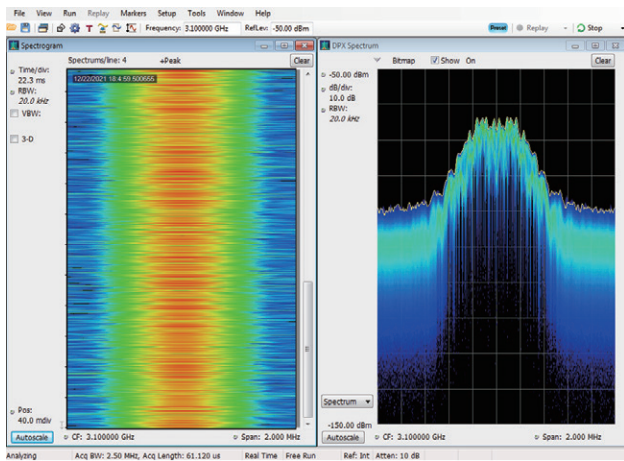 File View Run Replay Markers Setup Tools Window Help
Frequency: 3.100000 GHz RefLev: -50.00 dBm Preset Replay Stop
Spectrogram
Spectrums/line: 4 +Peak Clear
Time/div:
22.3 ms
RBW:
20.0 kHz
VBW:
3-D
12/22/2021 18:4:59.500655
Pos:
40.0 mdiv
Autoscale CF: 3.100000 GHz Span: 2.000 MHz
DPX Spectrum
Bitmap Show On Clear
-50.00 dBm
dB/div:
10.0 dB
RBW:
20.0 kHz
Spectrum
-150.00 dBm
Autoscale CF: 3.100000 GHz Span: 2.000 MHz
Analyzing Acq BW: 2.50 MHz, Acq Length: 61.120 us Real Time Free Run Ref: Int Atten: 10 dB